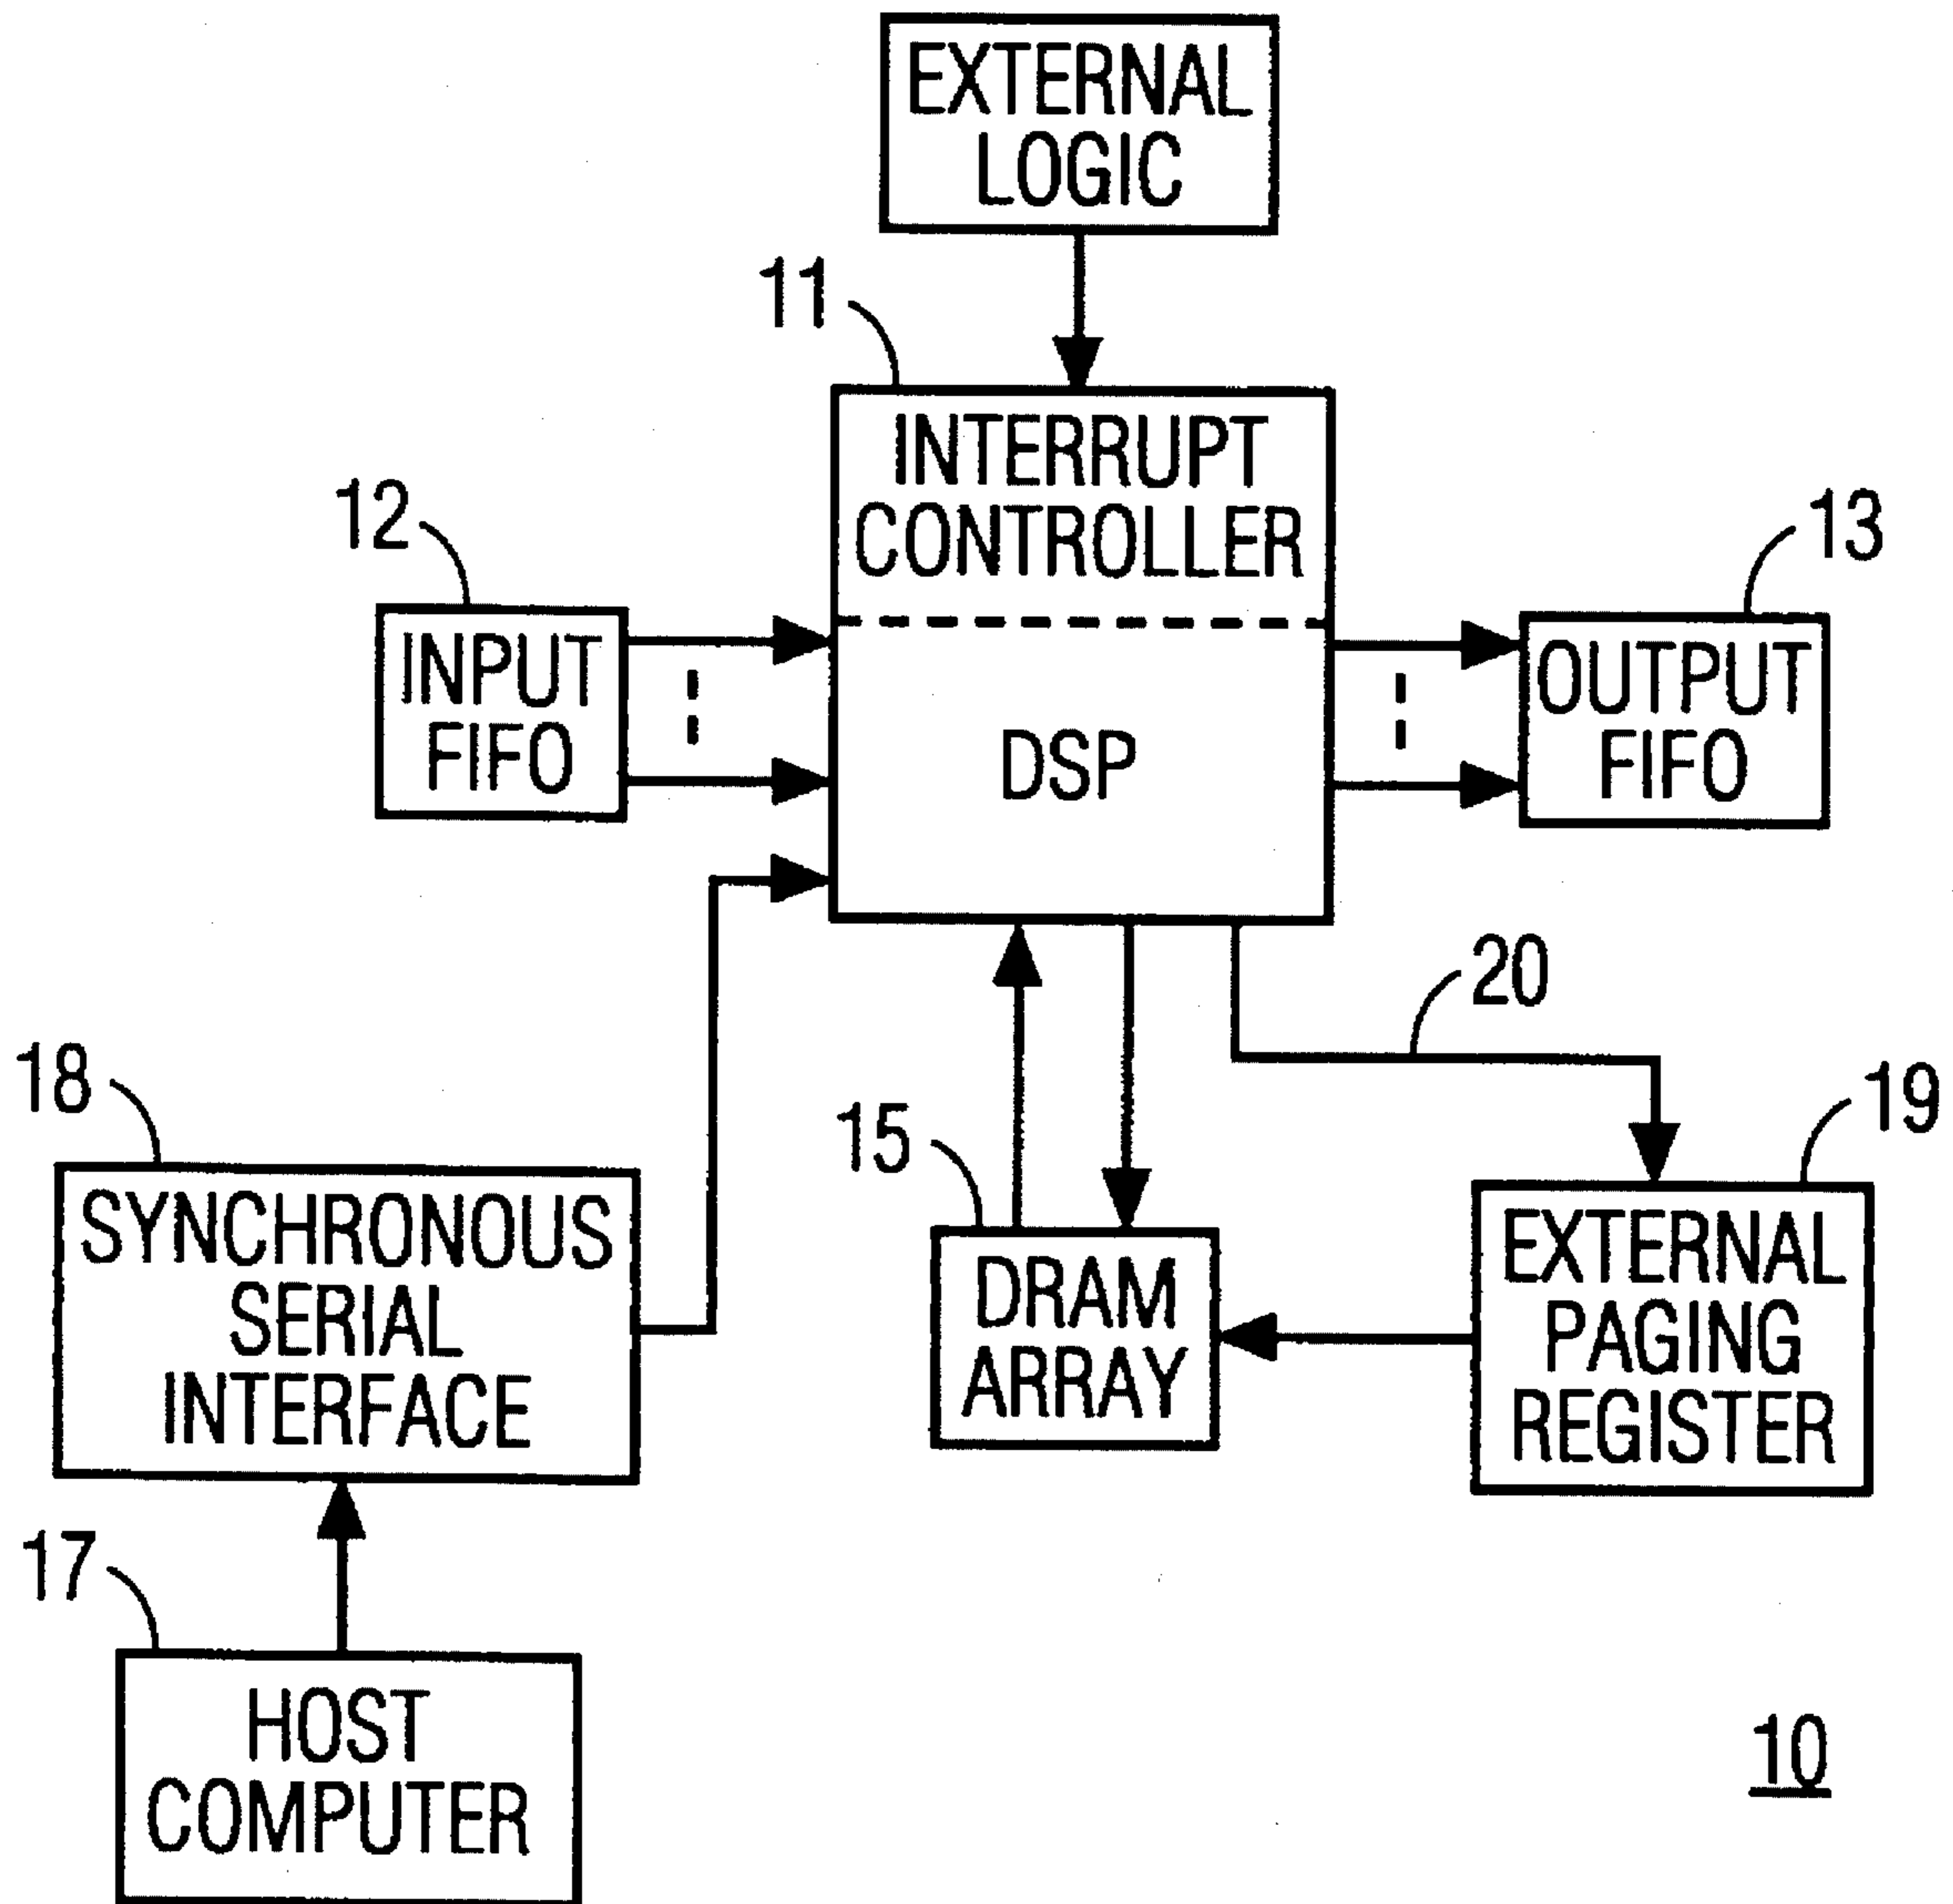 EXTERNAL
LOGIC
11
INTERRUPT
CONTROLLER
12
13
INPUT
FIFO
DSP
OUTPUT
FIFO
20
18
15
19
SYNCHRONOUS
SERIAL
INTERFACE
DRAM
ARRAY
EXTERNAL
PAGING
REGISTER
17
HOST
COMPUTER
10